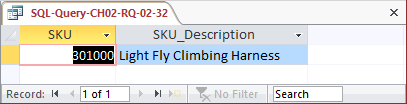 SQL-Query-CH02-RQ-02-32
SKU SKU_Description
301000 Light Fly Climbing Harness
Record: 1 of 1 No Filter Search